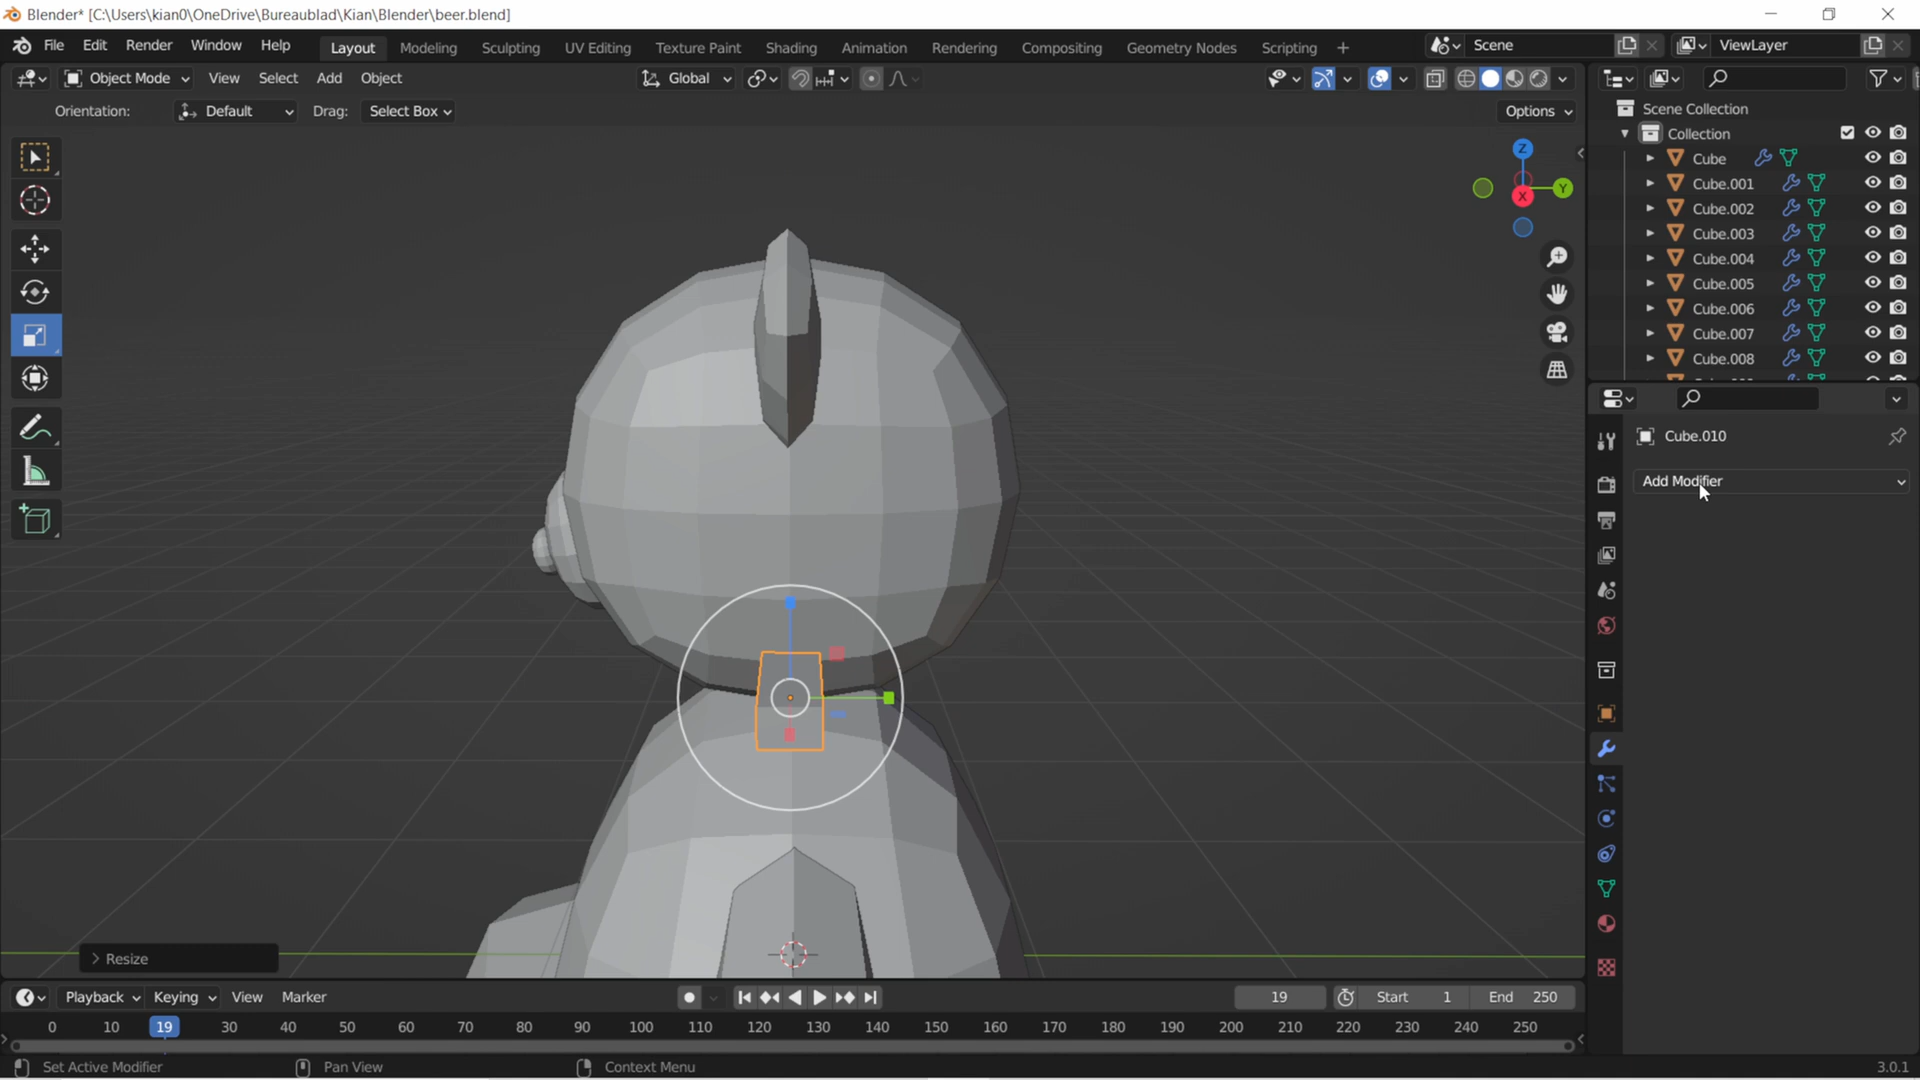 Blender* [C:\Users\kian0\OneDrive\Bureaublad\Kian\Blender\beer.blend]
File Edit Render Window Help Layout Modeling Sculpting UV Editing Texture Paint Shading Animation Rendering Compositing Geometry Nodes Scripting + Scene ViewLayer
Object Mode View Select Add Object Global
Orientation: Default Drag: Select Box Options
Scene Collection
Collection
Cube
Cube.001
Cube.002
Cube.003
Cube.004
Cube.005
Cube.006
Cube.007
Cube.008
Z
Y
X
Cube.010
Add Modifier
> Resize
Playback Keying View Marker 19 Start 1 End 250
0 10 19 30 40 50 60 70 80 90 100 110 120 130 140 150 160 170 180 190 200 210 220 230 240 250
Set Active Modifier Pan View Context Menu 3.0.1